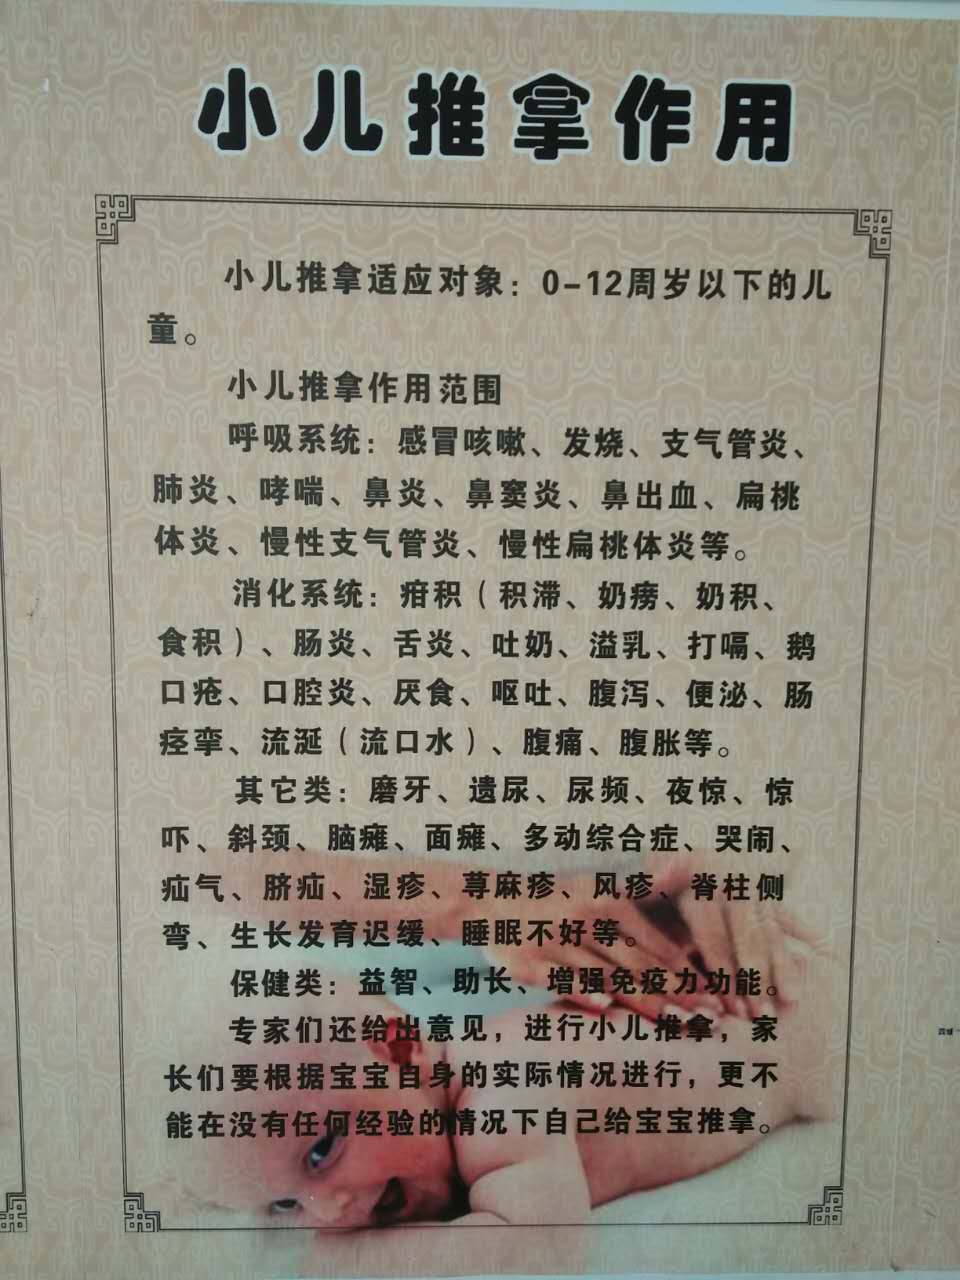 小儿推拿作用
小儿推拿适应对象：0-12周岁以下的儿
童。
小儿推拿作用范围
呼吸系统：感冒咳嗽、发烧、支气管炎、
肺炎、哮喘、鼻炎、鼻窦炎、鼻出血、扁桃
体炎、慢性支气管炎、慢性扁桃体炎等。
消化系统：疳积（积滞、奶痨、奶积、
食积）、肠炎、舌炎、吐奶、溢乳、打嗝、鹅
口疮、口腔炎、厌食、呕吐、腹泻、便泌、肠
痉挛、流涎（流口水）、腹痛、腹胀等。
其它类：磨牙、遗尿、尿频、夜惊、惊
吓、斜颈、脑瘫、面瘫、多动综合症、哭闹、
疝气、脐疝、湿疹、荨麻疹、风疹、脊柱侧
弯、生长发育迟缓、睡眠不好等。
保健类：益智、助长、增强免疫力功能。
专家们还给出意见，进行小儿推拿，家
长们要根据宝宝自身的实际情况进行，更不
能在没有任何经验的情况下自己给宝宝推拿。